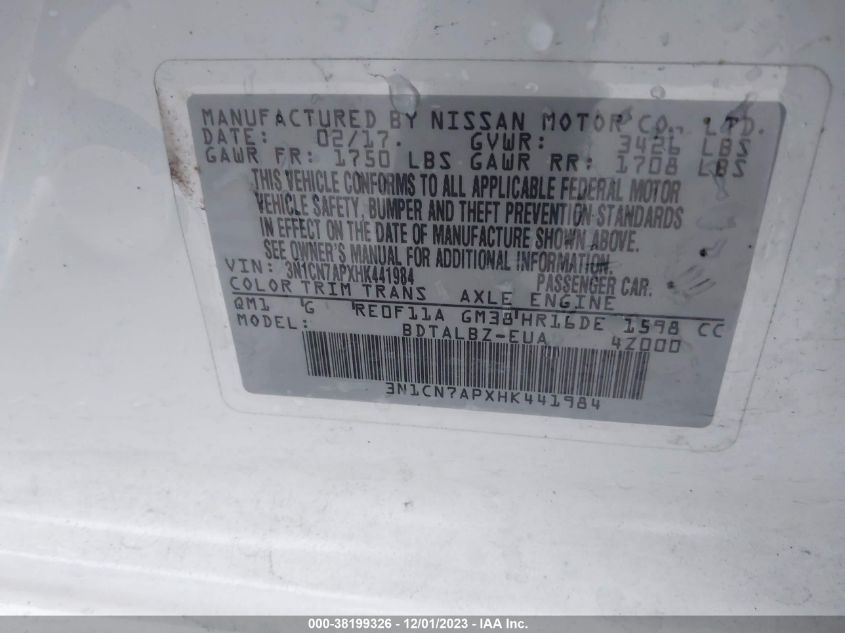 MANUFACTURED BY NISSAN MOTOR CO., LTD.
DATE: 02/17. GVWR: 3426 LBS
GAWR FR: 1750 LBS GAWR RR: 1708 LBS
THIS VEHICLE CONFORMS TO ALL APPLICABLE FEDERAL MOTOR
VEHICLE SAFETY, BUMPER AND THEFT PREVENTION STANDARDS
IN EFFECT ON THE DATE OF MANUFACTURE SHOWN ABOVE.
SEE OWNER'S MANUAL FOR ADDITIONAL INFORMATION.
VIN: 3N1CN7APXHK441984 PASSENGER CAR.
COLOR TRIM TRANS AXLE ENGINE
QM1 G RE0F11A GM38 HR16DE 1598 CC
MODEL: BDTALBZ-EUA 4Z000
3N1CN7APXHK441984
000-38199326 - 12/01/2023 - IAA Inc.